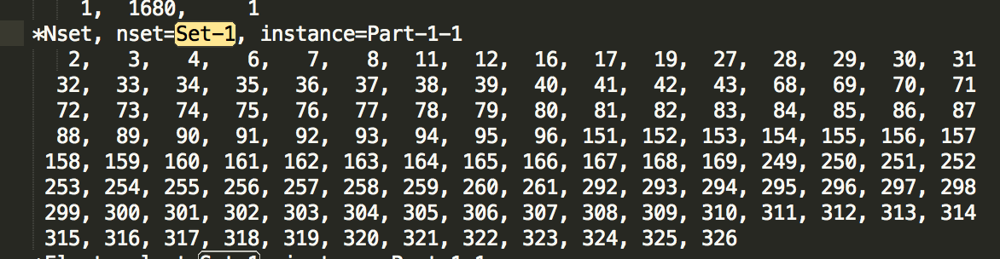 1, 1680, 1
*Nset, nset=Set-1, instance=Part-1-1
2, 3, 4, 6, 7, 8, 11, 12, 16, 17, 19, 27, 28, 29, 30, 31
32, 33, 34, 35, 36, 37, 38, 39, 40, 41, 42, 43, 68, 69, 70, 71
72, 73, 74, 75, 76, 77, 78, 79, 80, 81, 82, 83, 84, 85, 86, 87
88, 89, 90, 91, 92, 93, 94, 95, 96, 151, 152, 153, 154, 155, 156, 157
158, 159, 160, 161, 162, 163, 164, 165, 166, 167, 168, 169, 249, 250, 251, 252
253, 254, 255, 256, 257, 258, 259, 260, 261, 292, 293, 294, 295, 296, 297, 298
299, 300, 301, 302, 303, 304, 305, 306, 307, 308, 309, 310, 311, 312, 313, 314
315, 316, 317, 318, 319, 320, 321, 322, 323, 324, 325, 326